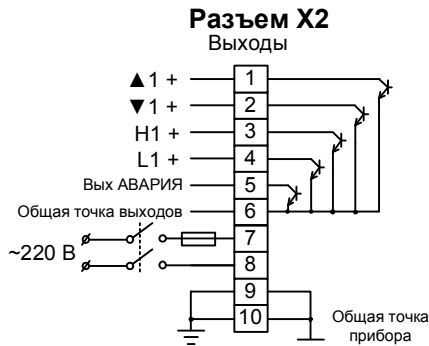 Разъем X2
Выходы
▲1 + 1
▼1 + 2
H1 + 3
L1 + 4
Вых АВАРИЯ 5
Общая точка выходов 6
~220 В 7
8
9
10 Общая точка
прибора